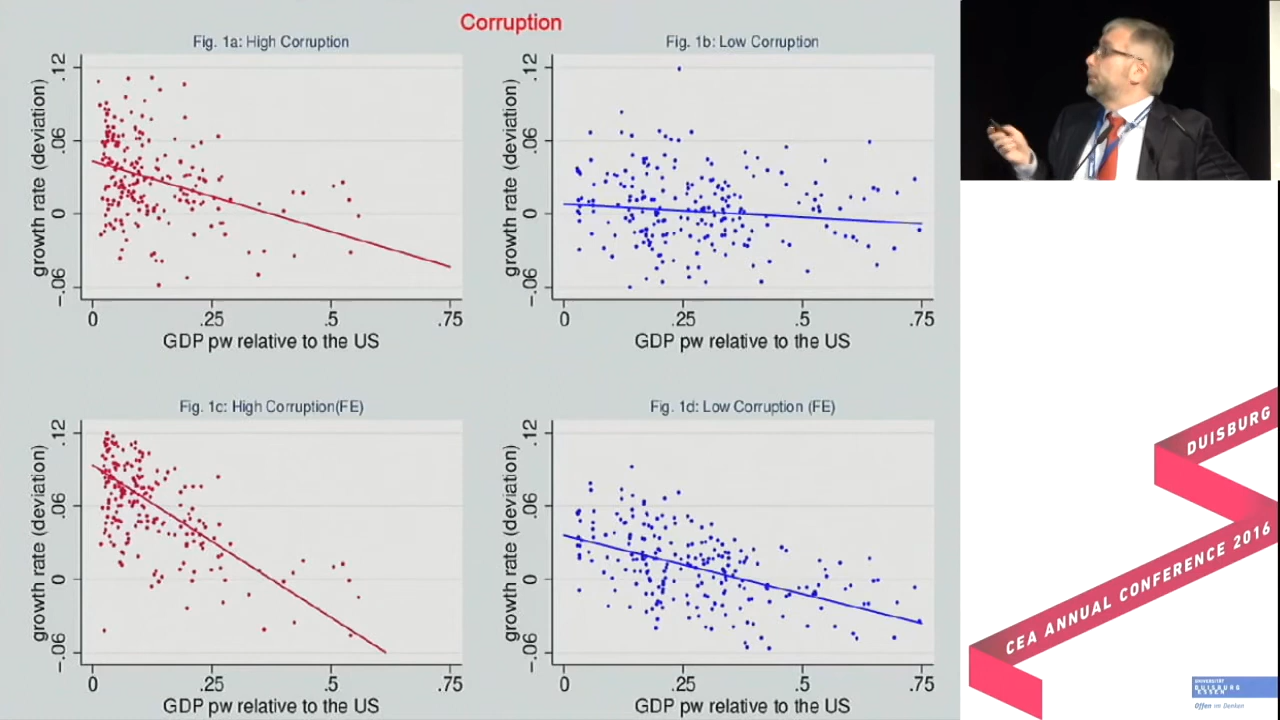 Corruption
Fig. 1a: High Corruption
growth rate (deviation)
.12
.06
0
-.06
0 .25 .5 .75
GDP pw relative to the US
Fig. 1b: Low Corruption
growth rate (deviation)
.12
.06
0
-.06
0 .25 .5 .75
GDP pw relative to the US
Fig. 1c: High Corruption(FE)
growth rate (deviation)
.12
.06
0
-.06
0 .25 .5 .75
GDP pw relative to the US
Fig. 1d: Low Corruption (FE)
growth rate (deviation)
.12
.06
0
-.06
0 .25 .5 .75
GDP pw relative to the US
DUISBURG
CEA ANNUAL CONFERENCE 2016
UNIVERSITÄT
DUISBURG
ESSEN
Offen im Denken